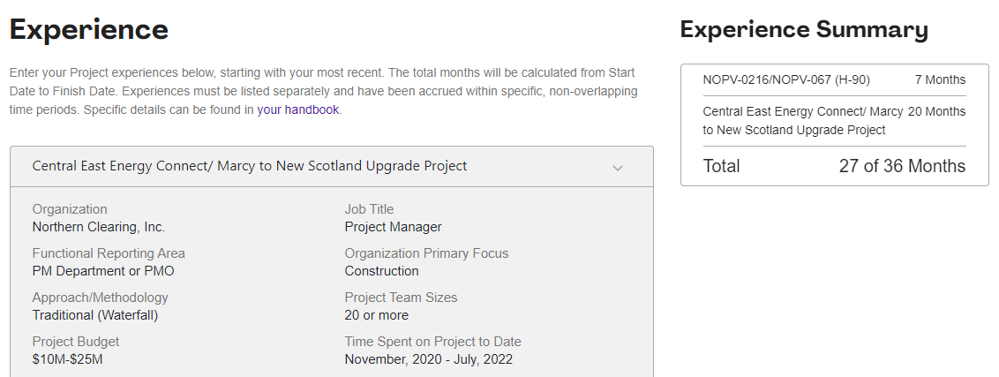 Experience
Enter your Project experiences below, starting with your most recent. The total months will be calculated from Start
Date to Finish Date. Experiences must be listed separately and have been accrued within specific, non-overlapping
time periods. Specific details can be found in your handbook.
Central East Energy Connect/ Marcy to New Scotland Upgrade Project
Organization
Northern Clearing, Inc.
Job Title
Project Manager
Functional Reporting Area
PM Department or PMO
Organization Primary Focus
Construction
Approach/Methodology
Traditional (Waterfall)
Project Team Sizes
20 or more
Project Budget
$10M-$25M
Time Spent on Project to Date
November, 2020 - July, 2022
Experience Summary
NOPV-0216/NOPV-067 (H-90) 7 Months
Central East Energy Connect/ Marcy 20 Months
to New Scotland Upgrade Project
Total 27 of 36 Months